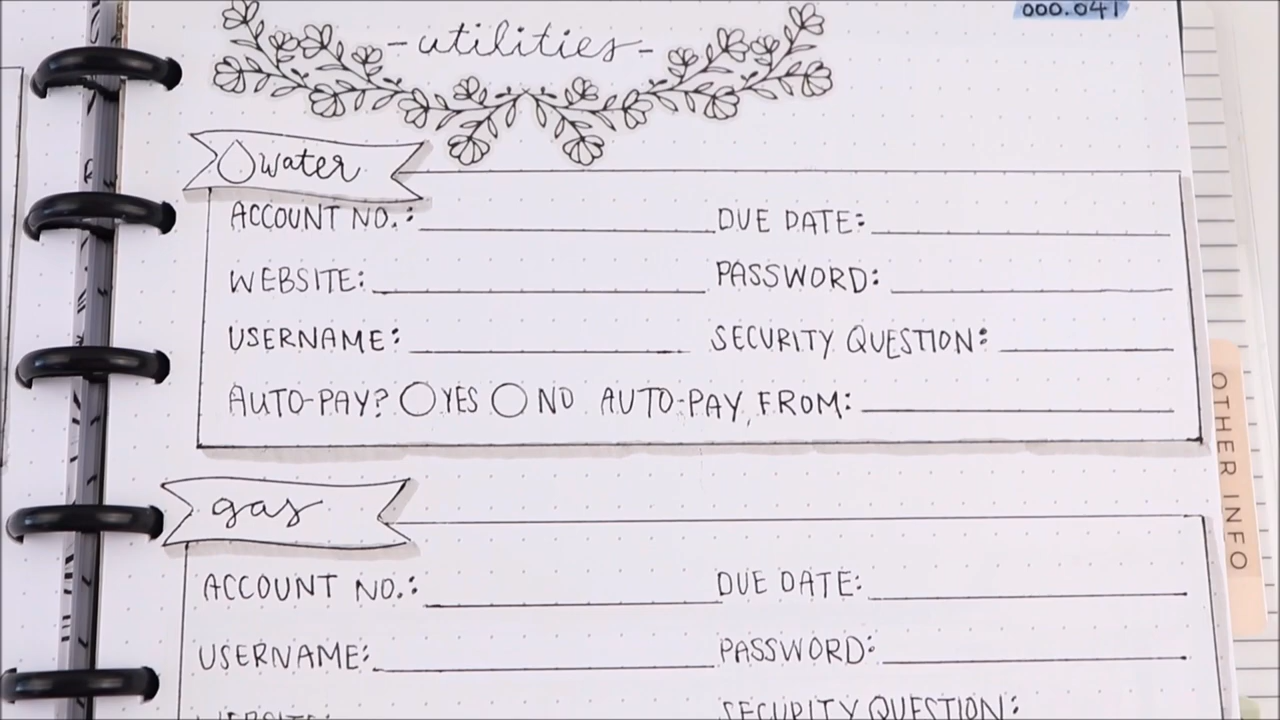 000.041
-utilities-
water
ACCOUNT NO.: DUE DATE:
WEBSITE: PASSWORD:
USERNAME: SECURITY QUESTION:
AUTO-PAY? YES NO AUTO-PAY FROM:
gas
ACCOUNT NO.: DUE DATE:
USERNAME: PASSWORD:
WEBSITE: SECURITY QUESTION:
OTHER INFO